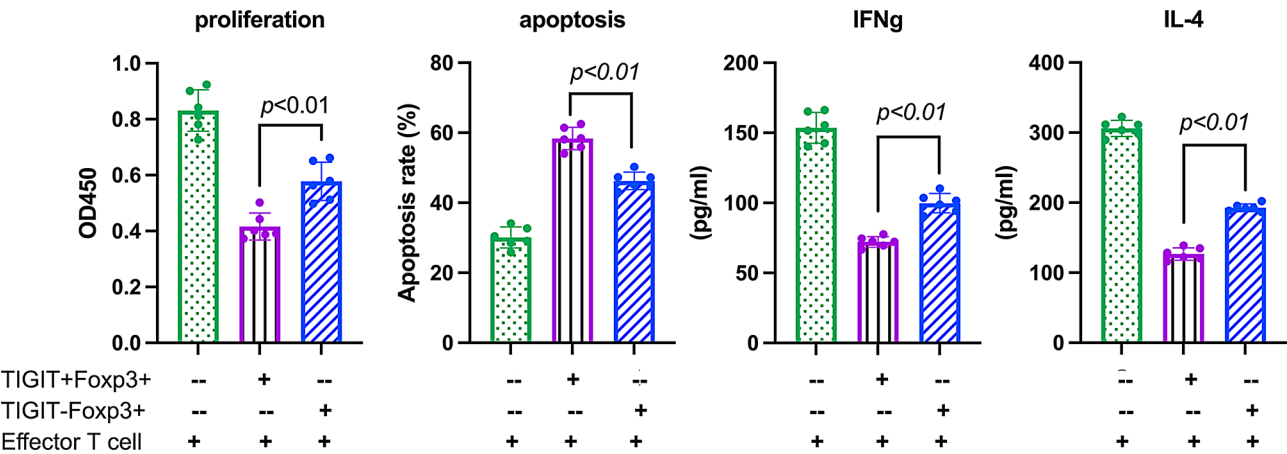 proliferation apoptosis IFNg IL-4
1.0 80 200 400
p<0.01 p<0.01 p<0.01 p<0.01
0.8 60 150 300
0.6 40 100 200
0.4 20 50 100
0.2
0.0 0 0 0
OD450
Apoptosis rate (%)
(pg/ml)
(pg/ml)
TIGIT+Foxp3+ -- + -- -- + -- -- + -- -- + --
TIGIT-Foxp3+ -- -- + -- -- + -- -- + -- -- +
Effector T cell + + + + + + + + + + + +